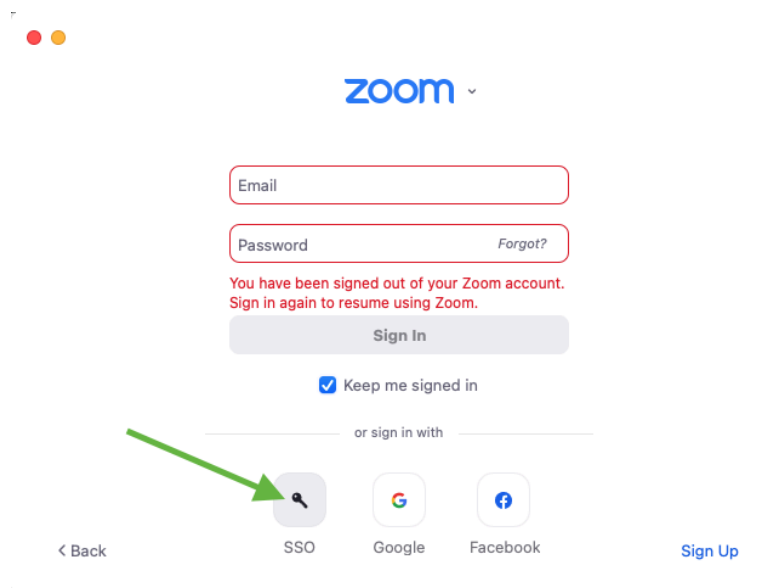 zoom
Email
Password Forgot?
You have been signed out of your Zoom account.
Sign in again to resume using Zoom.
Sign In
Keep me signed in
or sign in with
SSO Google Facebook
< Back Sign Up